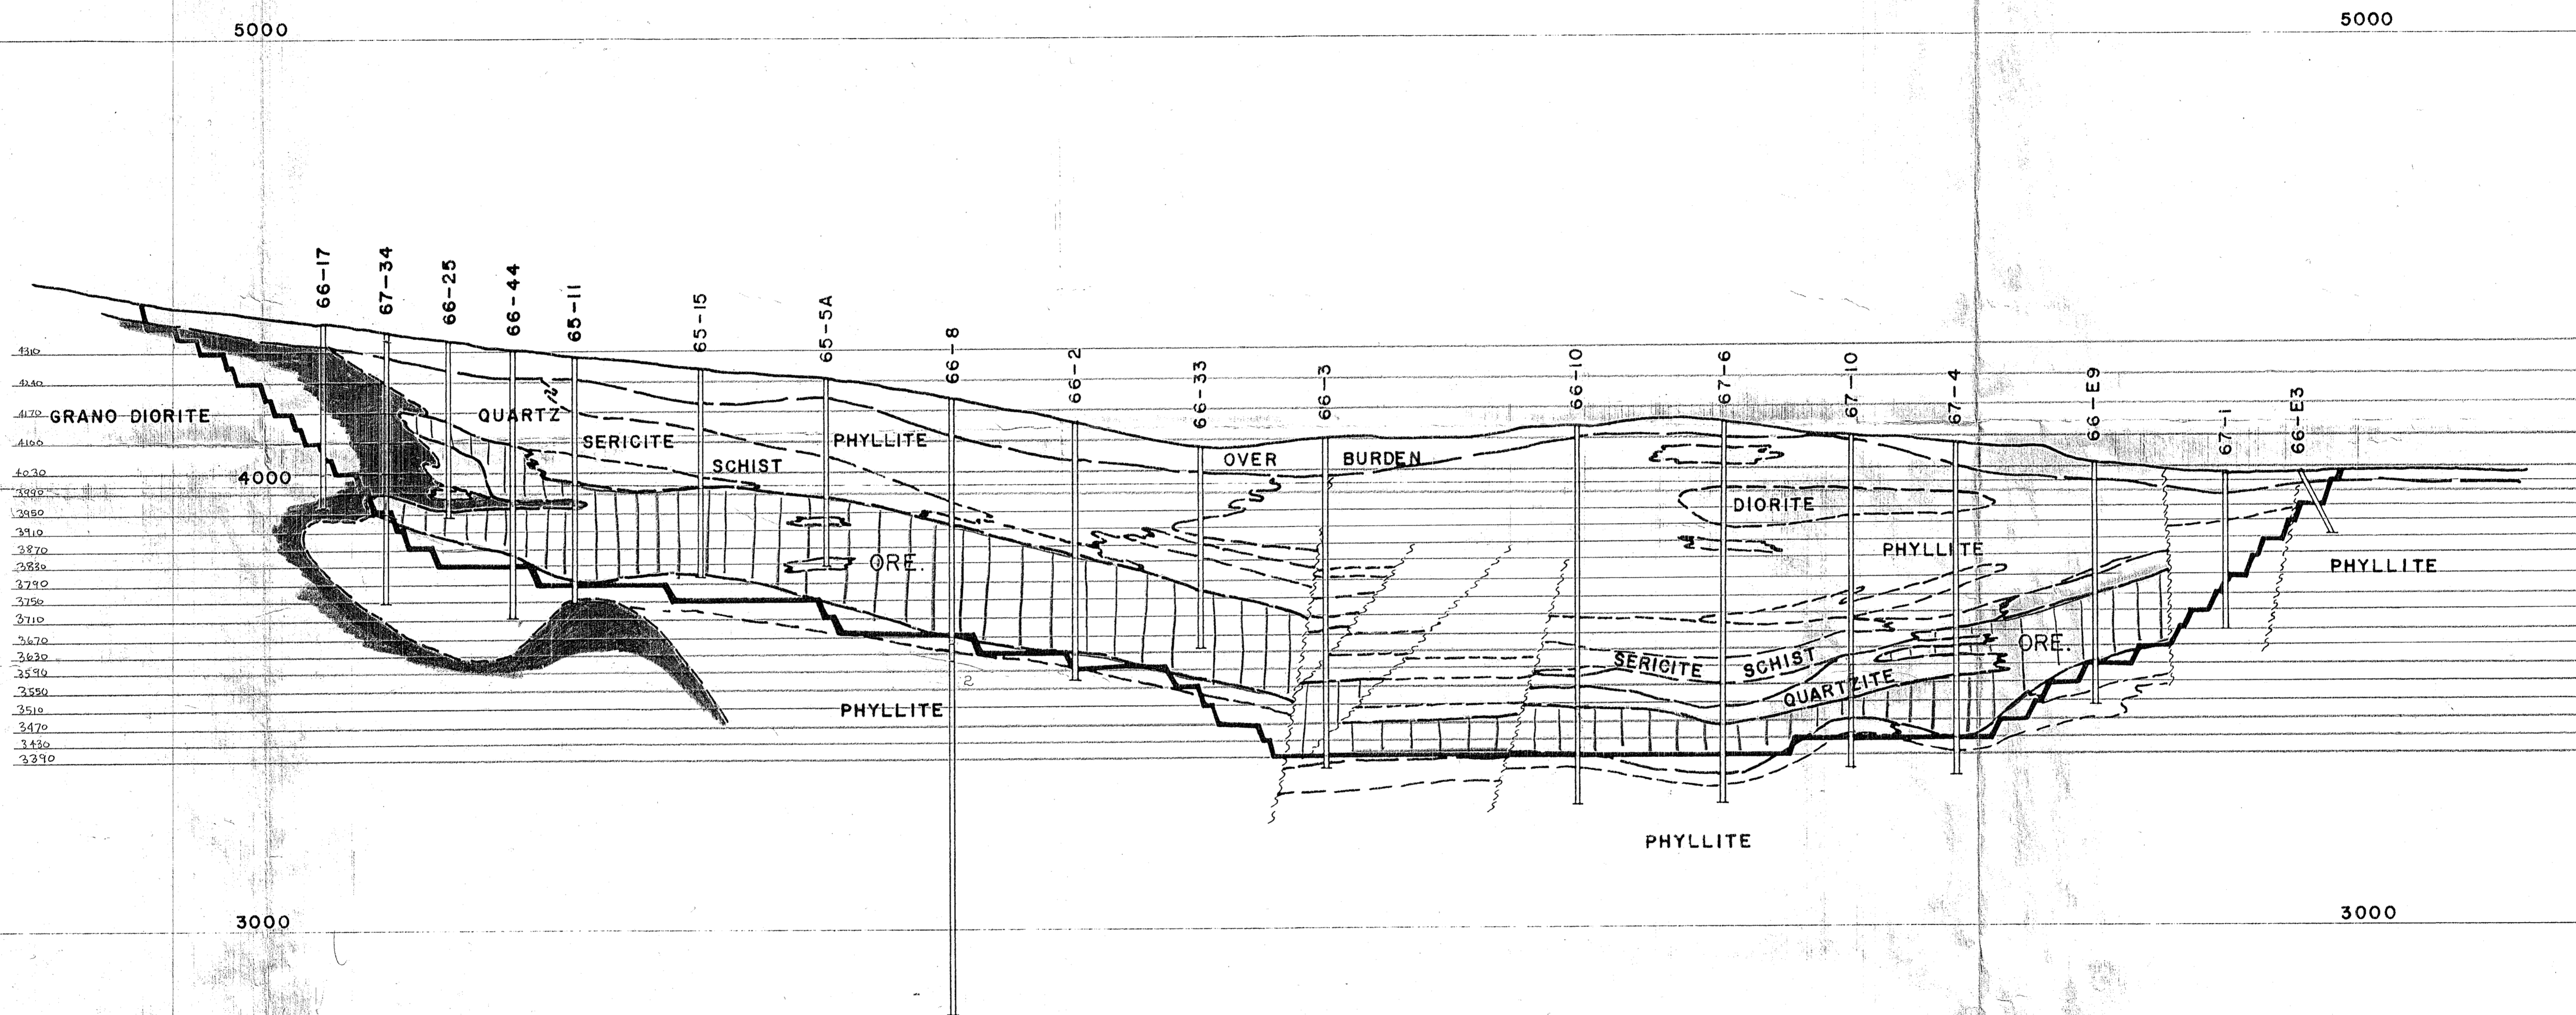 5000
5000
66-17
67-34
66-25
66-44
65-11
65-15
65-5A
66-8
66-2
66-33
66-3
66-10
67-6
67-10
67-4
66-E9
67-1
66-E3
4310
4240
4170
4100
4030
4000
3990
3950
3910
3870
3830
3790
3750
3710
3670
3630
3590
3550
3510
3470
3430
3390
GRANO DIORITE
QUARTZ
SERICITE
PHYLLITE
SCHIST
OVER BURDEN
DIORITE
PHYLLITE
PHYLLITE
ORE.
ORE.
SERICITE SCHIST
QUARTZITE
2
PHYLLITE
PHYLLITE
3000
3000